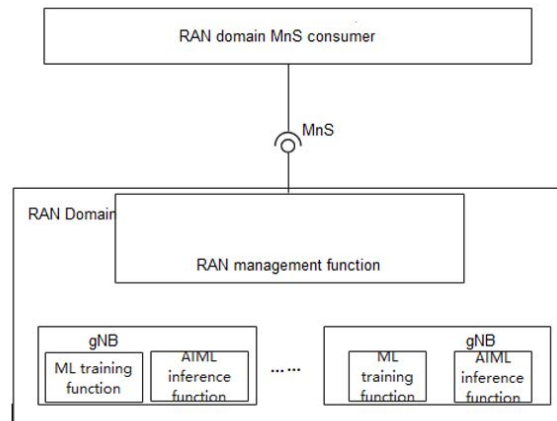 RAN domain MnS consumer
MnS
RAN Domain
RAN management function
gNB
ML training
function
AIML
inference
function
... ...
gNB
ML
training
function
AIML
inference
function